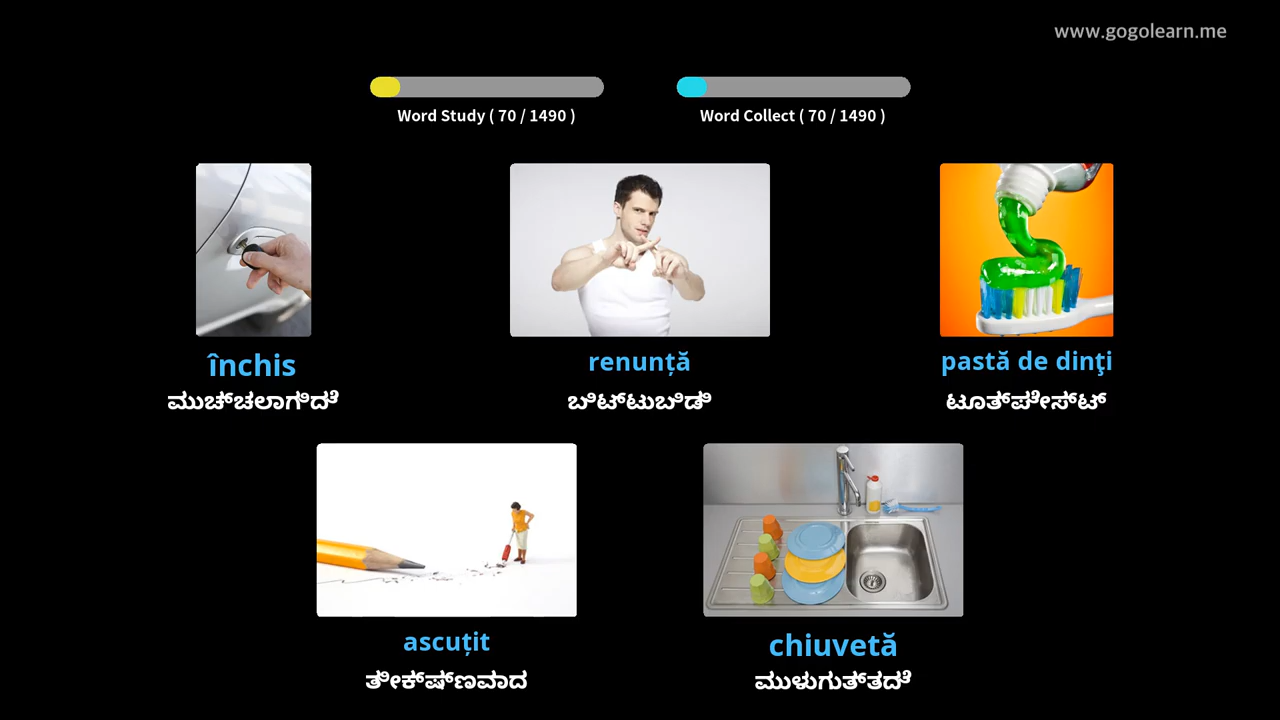 www.gogolearn.me
Word Study ( 70 / 1490 )
Word Collect ( 70 / 1490 )
închis
ಮುಚ್ಚಲಾಗಿದೆ
renunță
ಬಿಟ್ಟುಬಿಡಿ
pastă de dinţi
ಟೂತ್ಪೇಸ್ಟ್
ascuțit
ತೀಕ್ಷ್ಣವಾದ
chiuvetă
ಮುಳುಗುತ್ತದೆ